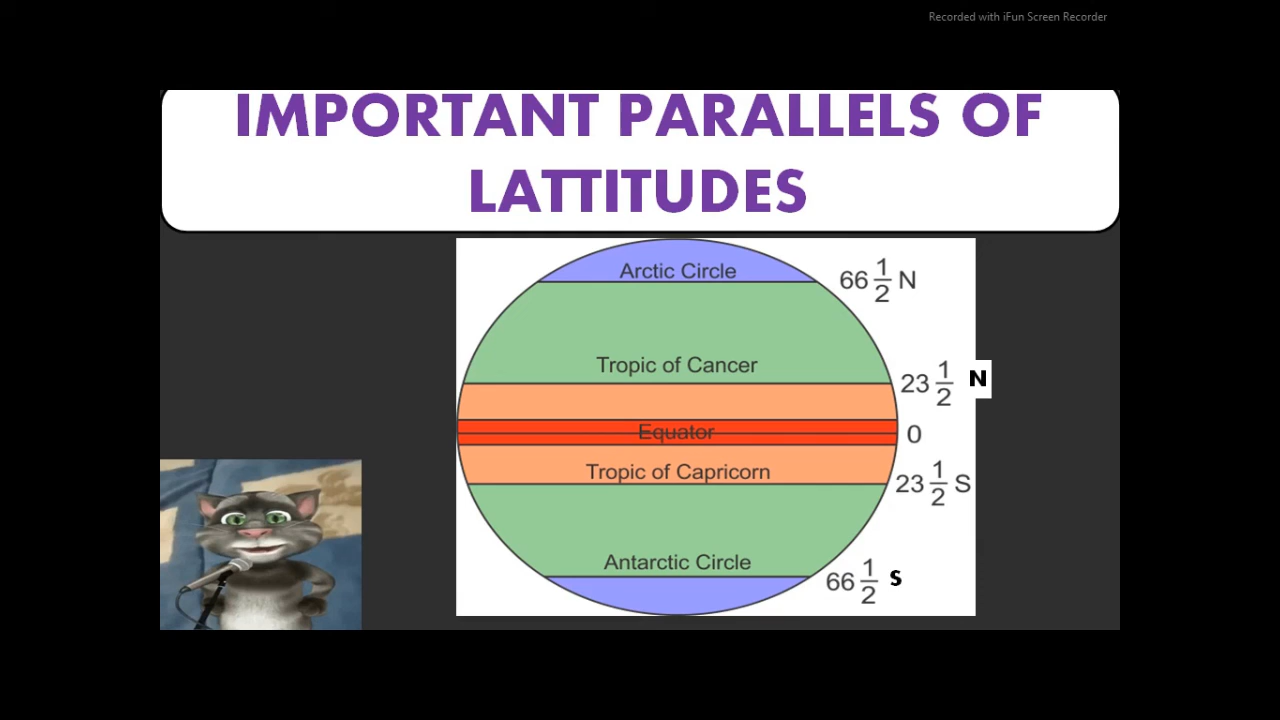 Recorded with iFun Screen Recorder
IMPORTANT PARALLELS OF
LATTITUDES
Arctic Circle
66 1/2 N
Tropic of Cancer
23 1/2 N
Equator
0
Tropic of Capricorn
23 1/2 S
Antarctic Circle
66 1/2 S